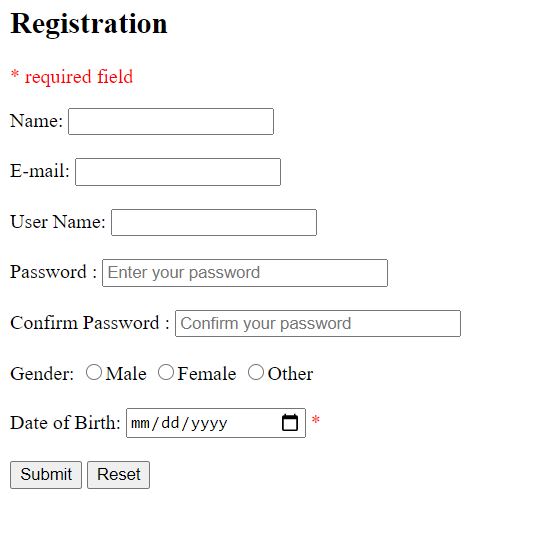 Registration
* required field
Name:
E-mail:
User Name:
Password : Enter your password
Confirm Password : Confirm your password
Gender: Male Female Other
Date of Birth: mm/dd/yyyy *
Submit Reset